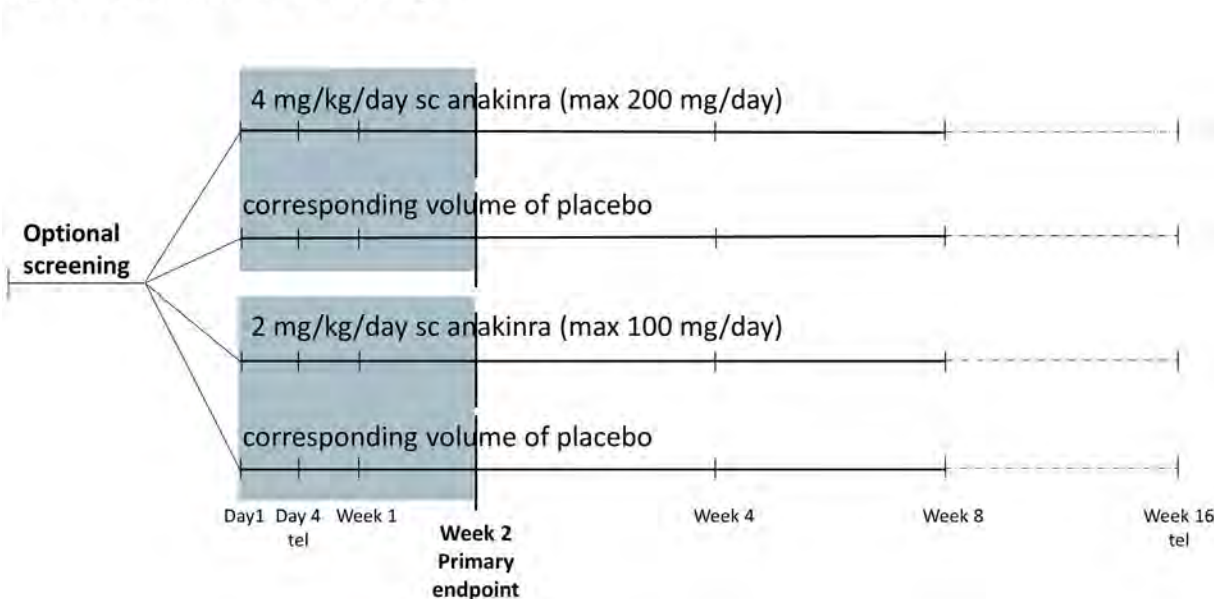 4 mg/kg/day sc anakinra (max 200 mg/day)
corresponding volume of placebo
Optional
screening
2 mg/kg/day sc anakinra (max 100 mg/day)
corresponding volume of placebo
Day1 Day 4 Week 1 Week 4 Week 8 Week 16
tel tel
Week 2
Primary
endpoint